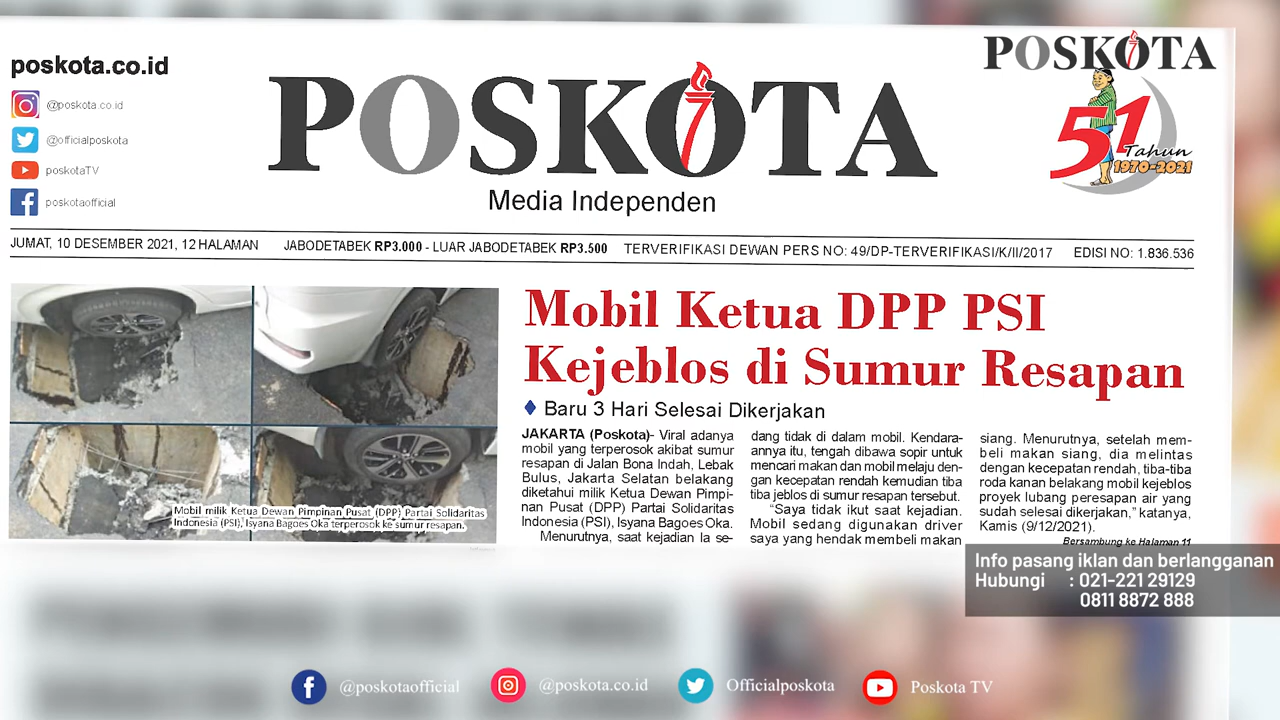 poskota.co.id
@poskota.co.id
@officialposkota
poskotaTV
poskotaofficial
POSKOTA
Media Independen
POSKOTA
51
Tahun
1970-2021
JUMAT, 10 DESEMBER 2021, 12 HALAMAN JABODETABEK RP3.000 - LUAR JABODETABEK RP3.500 TERVERIFIKASI DEWAN PERS NO: 49/DP-TERVERIFIKASI/K/II/2017 EDISI NO: 1.836.536
Mobil milik Ketua Dewan Pimpinan Pusat (DPP) Partai Solidaritas
Indonesia (PSI), Isyana Bagoes Oka terperosok ke sumur resapan.
Mobil Ketua DPP PSI
Kejeblos di Sumur Resapan
Baru 3 Hari Selesai Dikerjakan
JAKARTA (Poskota)- Viral adanya
mobil yang terperosok akibat sumur
resapan di Jalan Bona Indah, Lebak
Bulus, Jakarta Selatan belakang
diketahui milik Ketua Dewan Pimpi-
nan Pusat (DPP) Partai Solidaritas
Indonesia (PSI), Isyana Bagoes Oka.
Menurutnya, saat kejadian Ia se-
dang tidak di dalam mobil. Kendara-
annya itu, tengah dibawa sopir untuk
mencari makan dan mobil melaju den-
gan kecepatan rendah kemudian tiba
tiba jeblos di sumur resapan tersebut.
"Saya tidak ikut saat kejadian.
Mobil sedang digunakan driver
saya yang hendak membeli makan
siang. Menurutnya, setelah mem-
beli makan siang, dia melintas
dengan kecepatan rendah, tiba-tiba
roda kanan belakang mobil kejeblos
proyek lubang peresapan air yang
sudah selesai dikerjakan," katanya,
Kamis (9/12/2021).
Bersambung ke Halaman 11
Info pasang iklan dan berlangganan
Hubungi : 021-221 29129
0811 8872 888
@poskotaofficial
@poskota.co.id
Officialposkota
Poskota TV